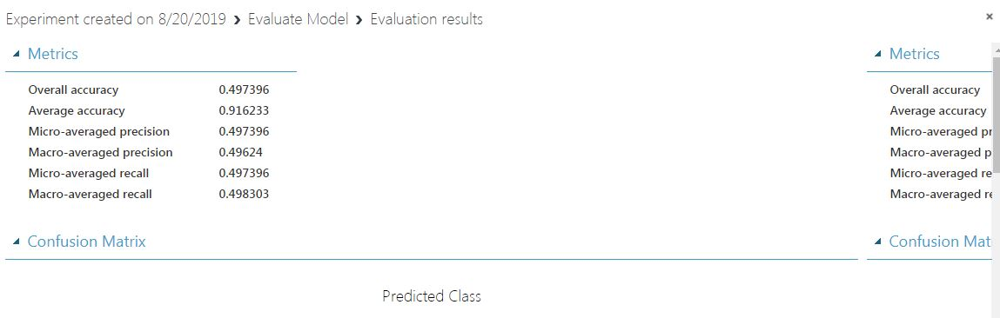 Experiment created on 8/20/2019 › Evaluate Model › Evaluation results
×
Metrics
Overall accuracy 0.497396
Average accuracy 0.916233
Micro-averaged precision 0.497396
Macro-averaged precision 0.49624
Micro-averaged recall 0.497396
Macro-averaged recall 0.498303
Confusion Matrix
Predicted Class
Metrics
Overall accuracy
Average accuracy
Micro-averaged pr
Macro-averaged p
Micro-averaged re
Macro-averaged re
Confusion Mat